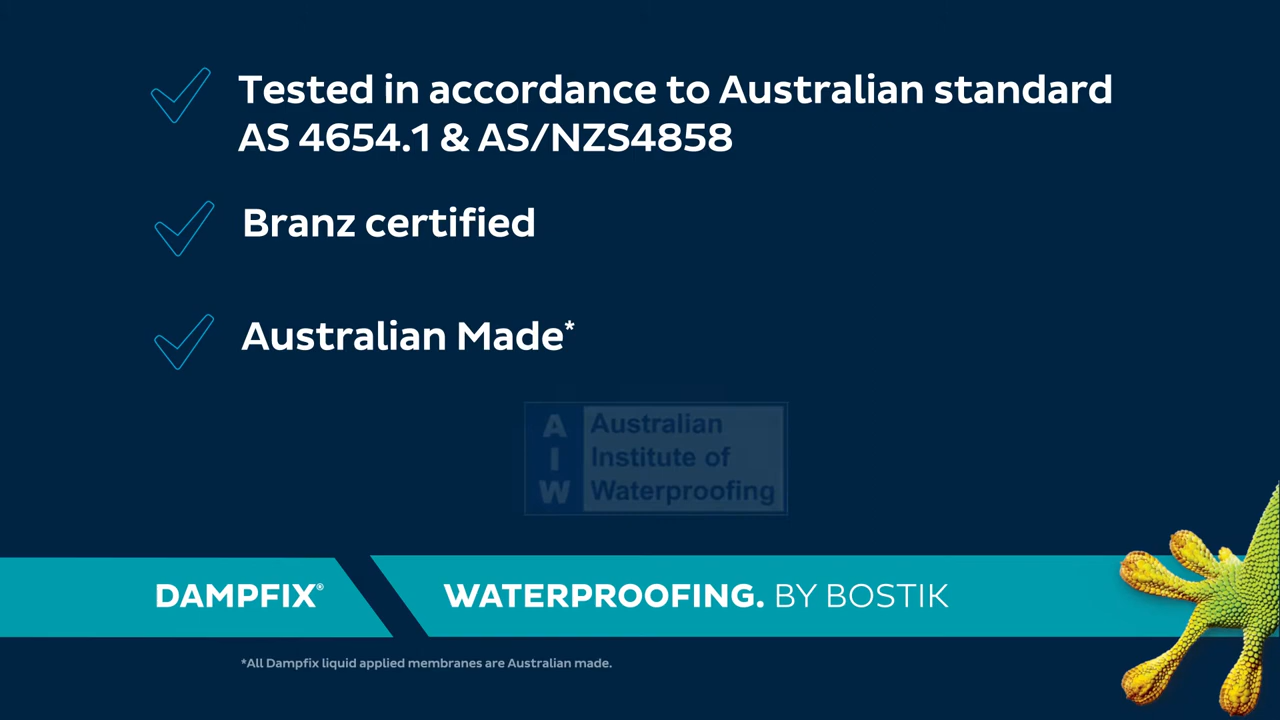 Tested in accordance to Australian standard
AS 4654.1 & AS/NZS4858
Branz certified
Australian Made*
A Australian
I Institute of
W Waterproofing
DAMPFIX® WATERPROOFING. BY BOSTIK
*All Dampfix liquid applied membranes are Australian made.